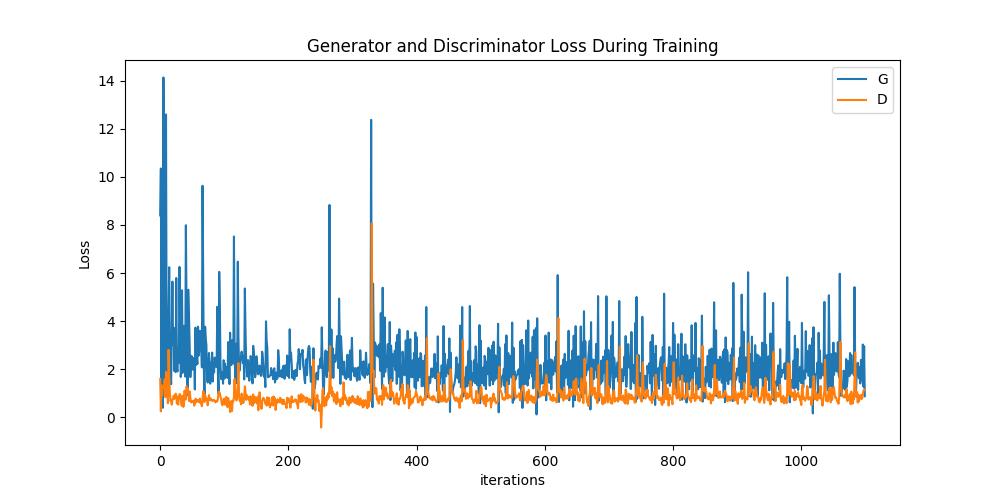 Generator and Discriminator Loss During Training
G
D
14
12
10
8
6
4
2
0
Loss
0 200 400 600 800 1000
iterations